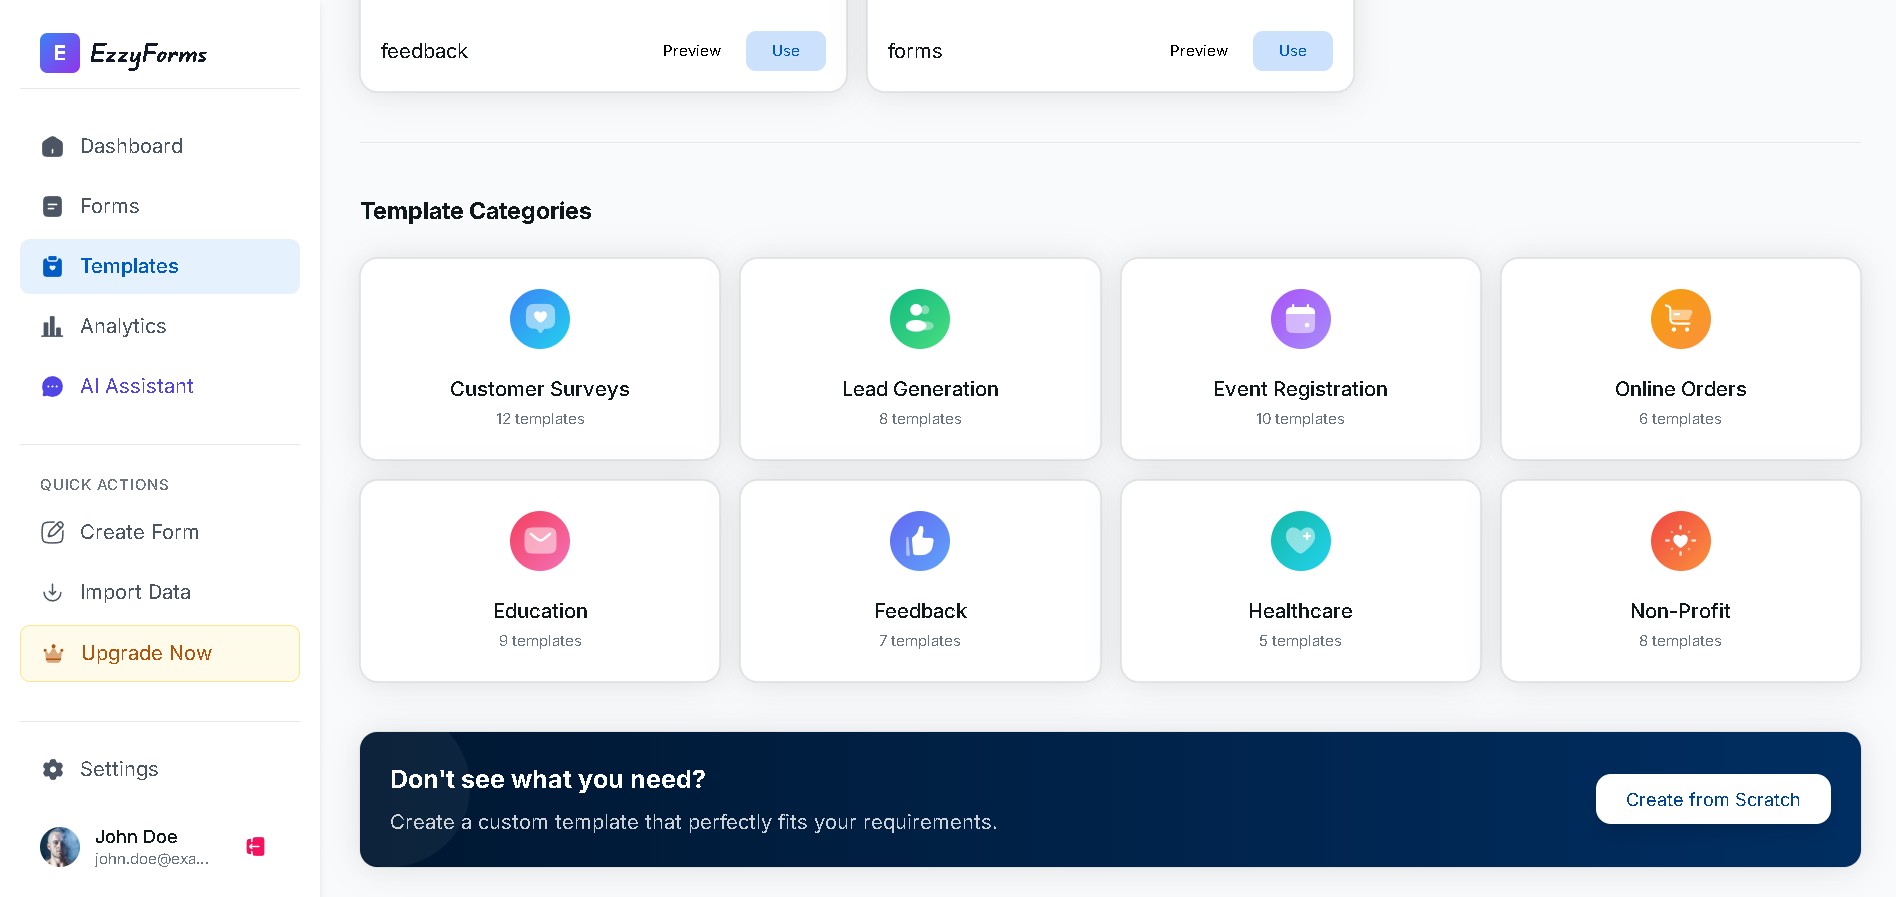 E EzzyForms
Dashboard
Forms
Templates
Analytics
AI Assistant
QUICK ACTIONS
Create Form
Import Data
Upgrade Now
Settings
John Doe
john.doe@exa...
feedback Preview Use
forms Preview Use
Template Categories
Customer Surveys
12 templates
Lead Generation
8 templates
Event Registration
10 templates
Online Orders
6 templates
Education
9 templates
Feedback
7 templates
Healthcare
5 templates
Non-Profit
8 templates
Don't see what you need?
Create a custom template that perfectly fits your requirements.
Create from Scratch